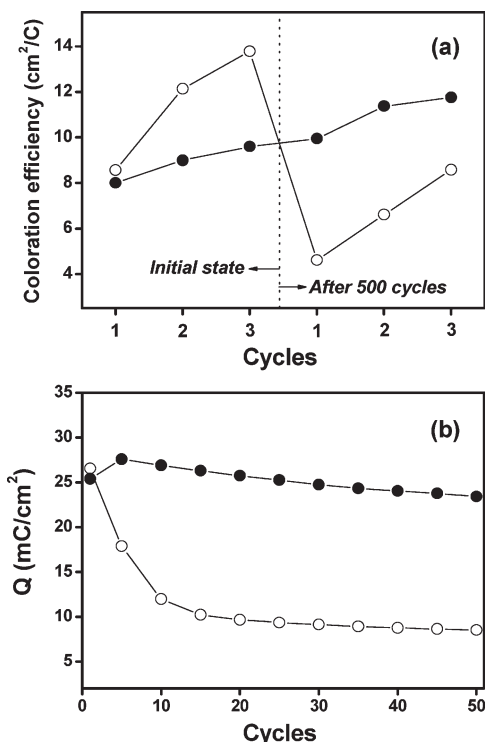 (a)
Coloration efficiency (cm²/C)
14
12
10
8
6
4
Initial state
After 500 cycles
1 2 3 1 2 3
Cycles
(b)
Q (mC/cm²)
35
30
25
20
15
10
5
0 10 20 30 40 50
Cycles